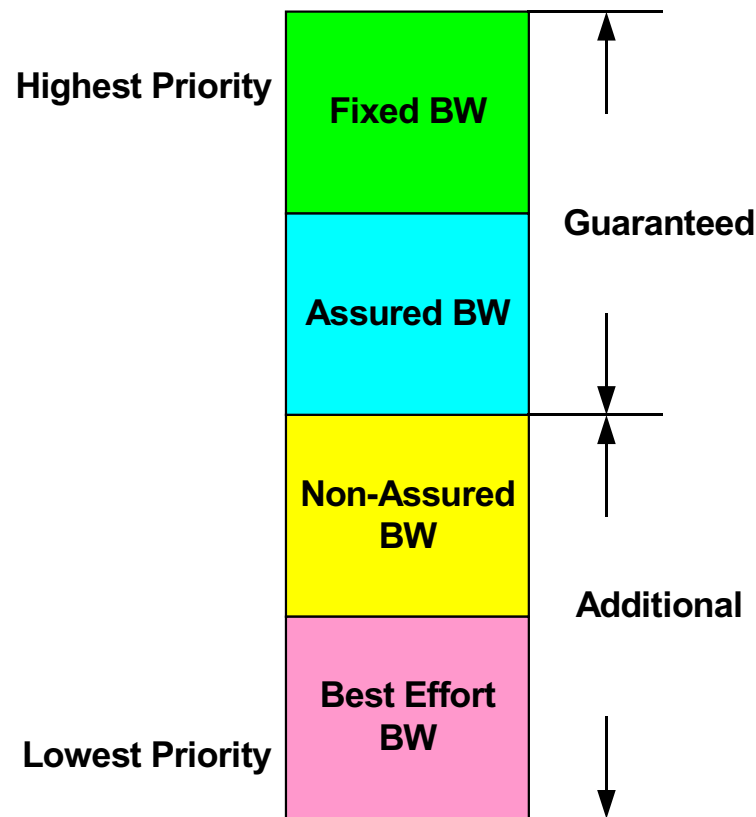 Highest Priority
Fixed BW
Guaranteed
Assured BW
Non-Assured
BW
Additional
Best Effort
BW
Lowest Priority